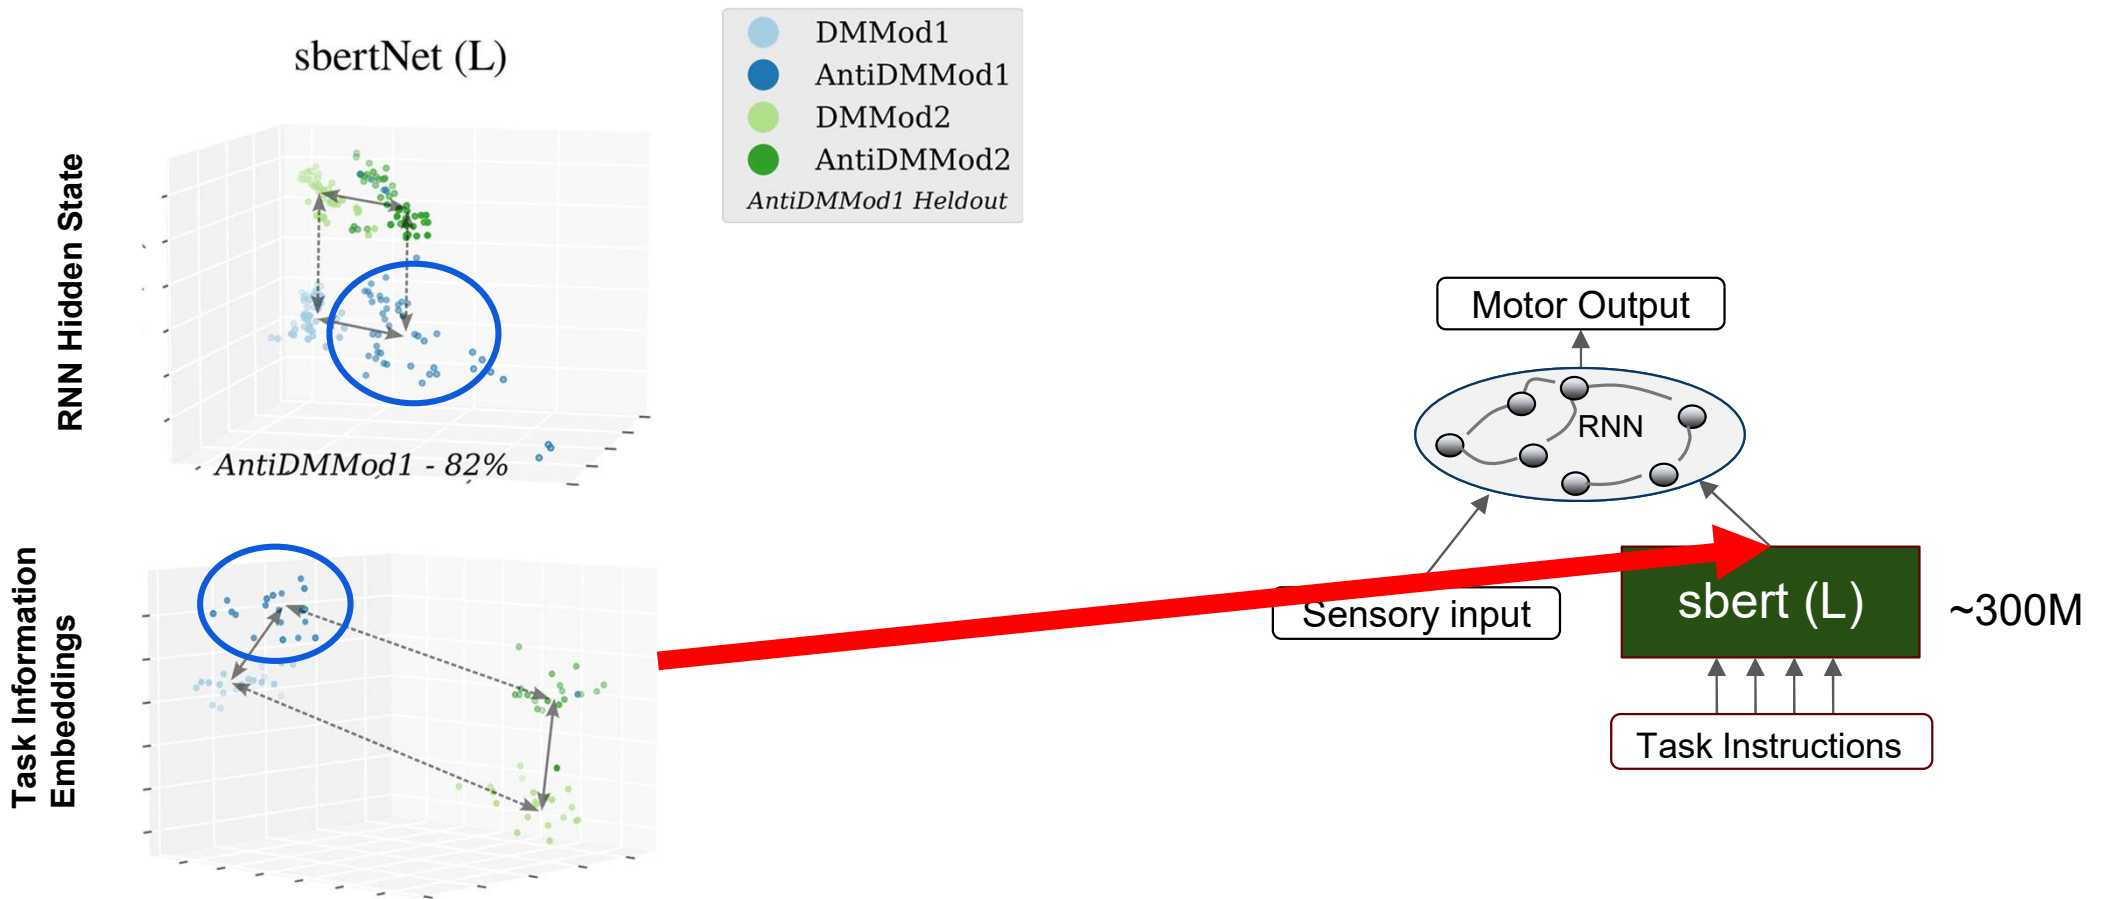 sbertNet (L)
DMMod1
AntiDMMod1
DMMod2
AntiDMMod2
AntiDMMod1 Heldout
RNN Hidden State
AntiDMMod1 - 82%
Task Information
Embeddings
Motor Output
RNN
Sensory input
sbert (L)
~300M
Task Instructions